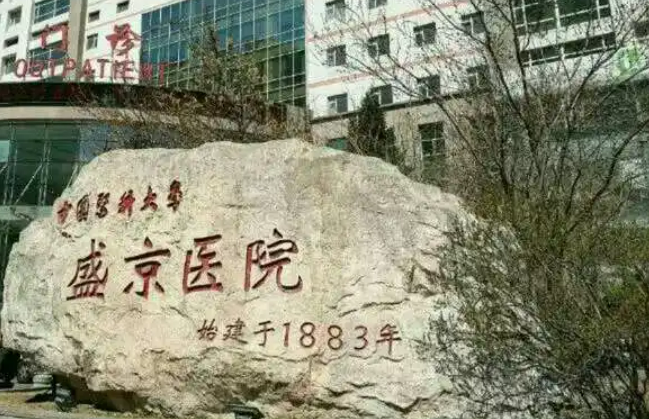 门诊
OUTPATIENT
中国医科大学
盛京医院
始建于1883年